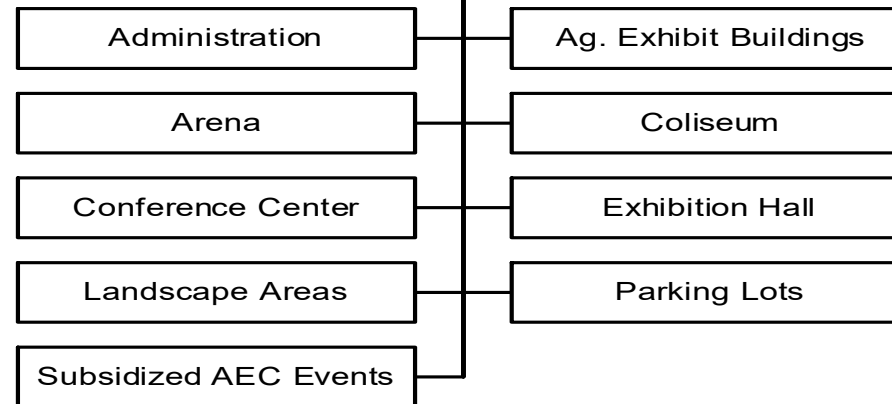 Administration
Ag. Exhibit Buildings
Arena
Coliseum
Conference Center
Exhibition Hall
Landscape Areas
Parking Lots
Subsidized AEC Events